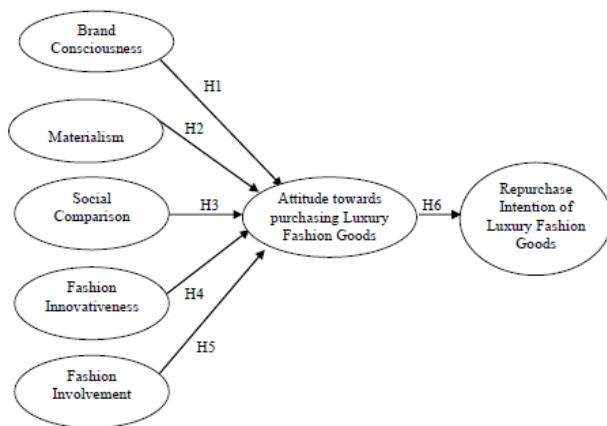 Brand
Consciousness
H1
Materialism
H2
Social
Comparison
H3
Attitude towards
purchasing Luxury
Fashion Goods
H6
Repurchase
Intention of
Luxury Fashion
Goods
Fashion
Innovativeness
H4
Fashion
Involvement
H5